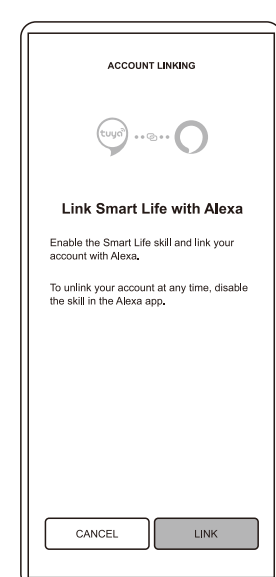 ACCOUNT LINKING
tuya
Link Smart Life with Alexa
Enable the Smart Life skill and link your
account with Alexa.
To unlink your account at any time, disable
the skill in the Alexa app.
CANCEL
LINK